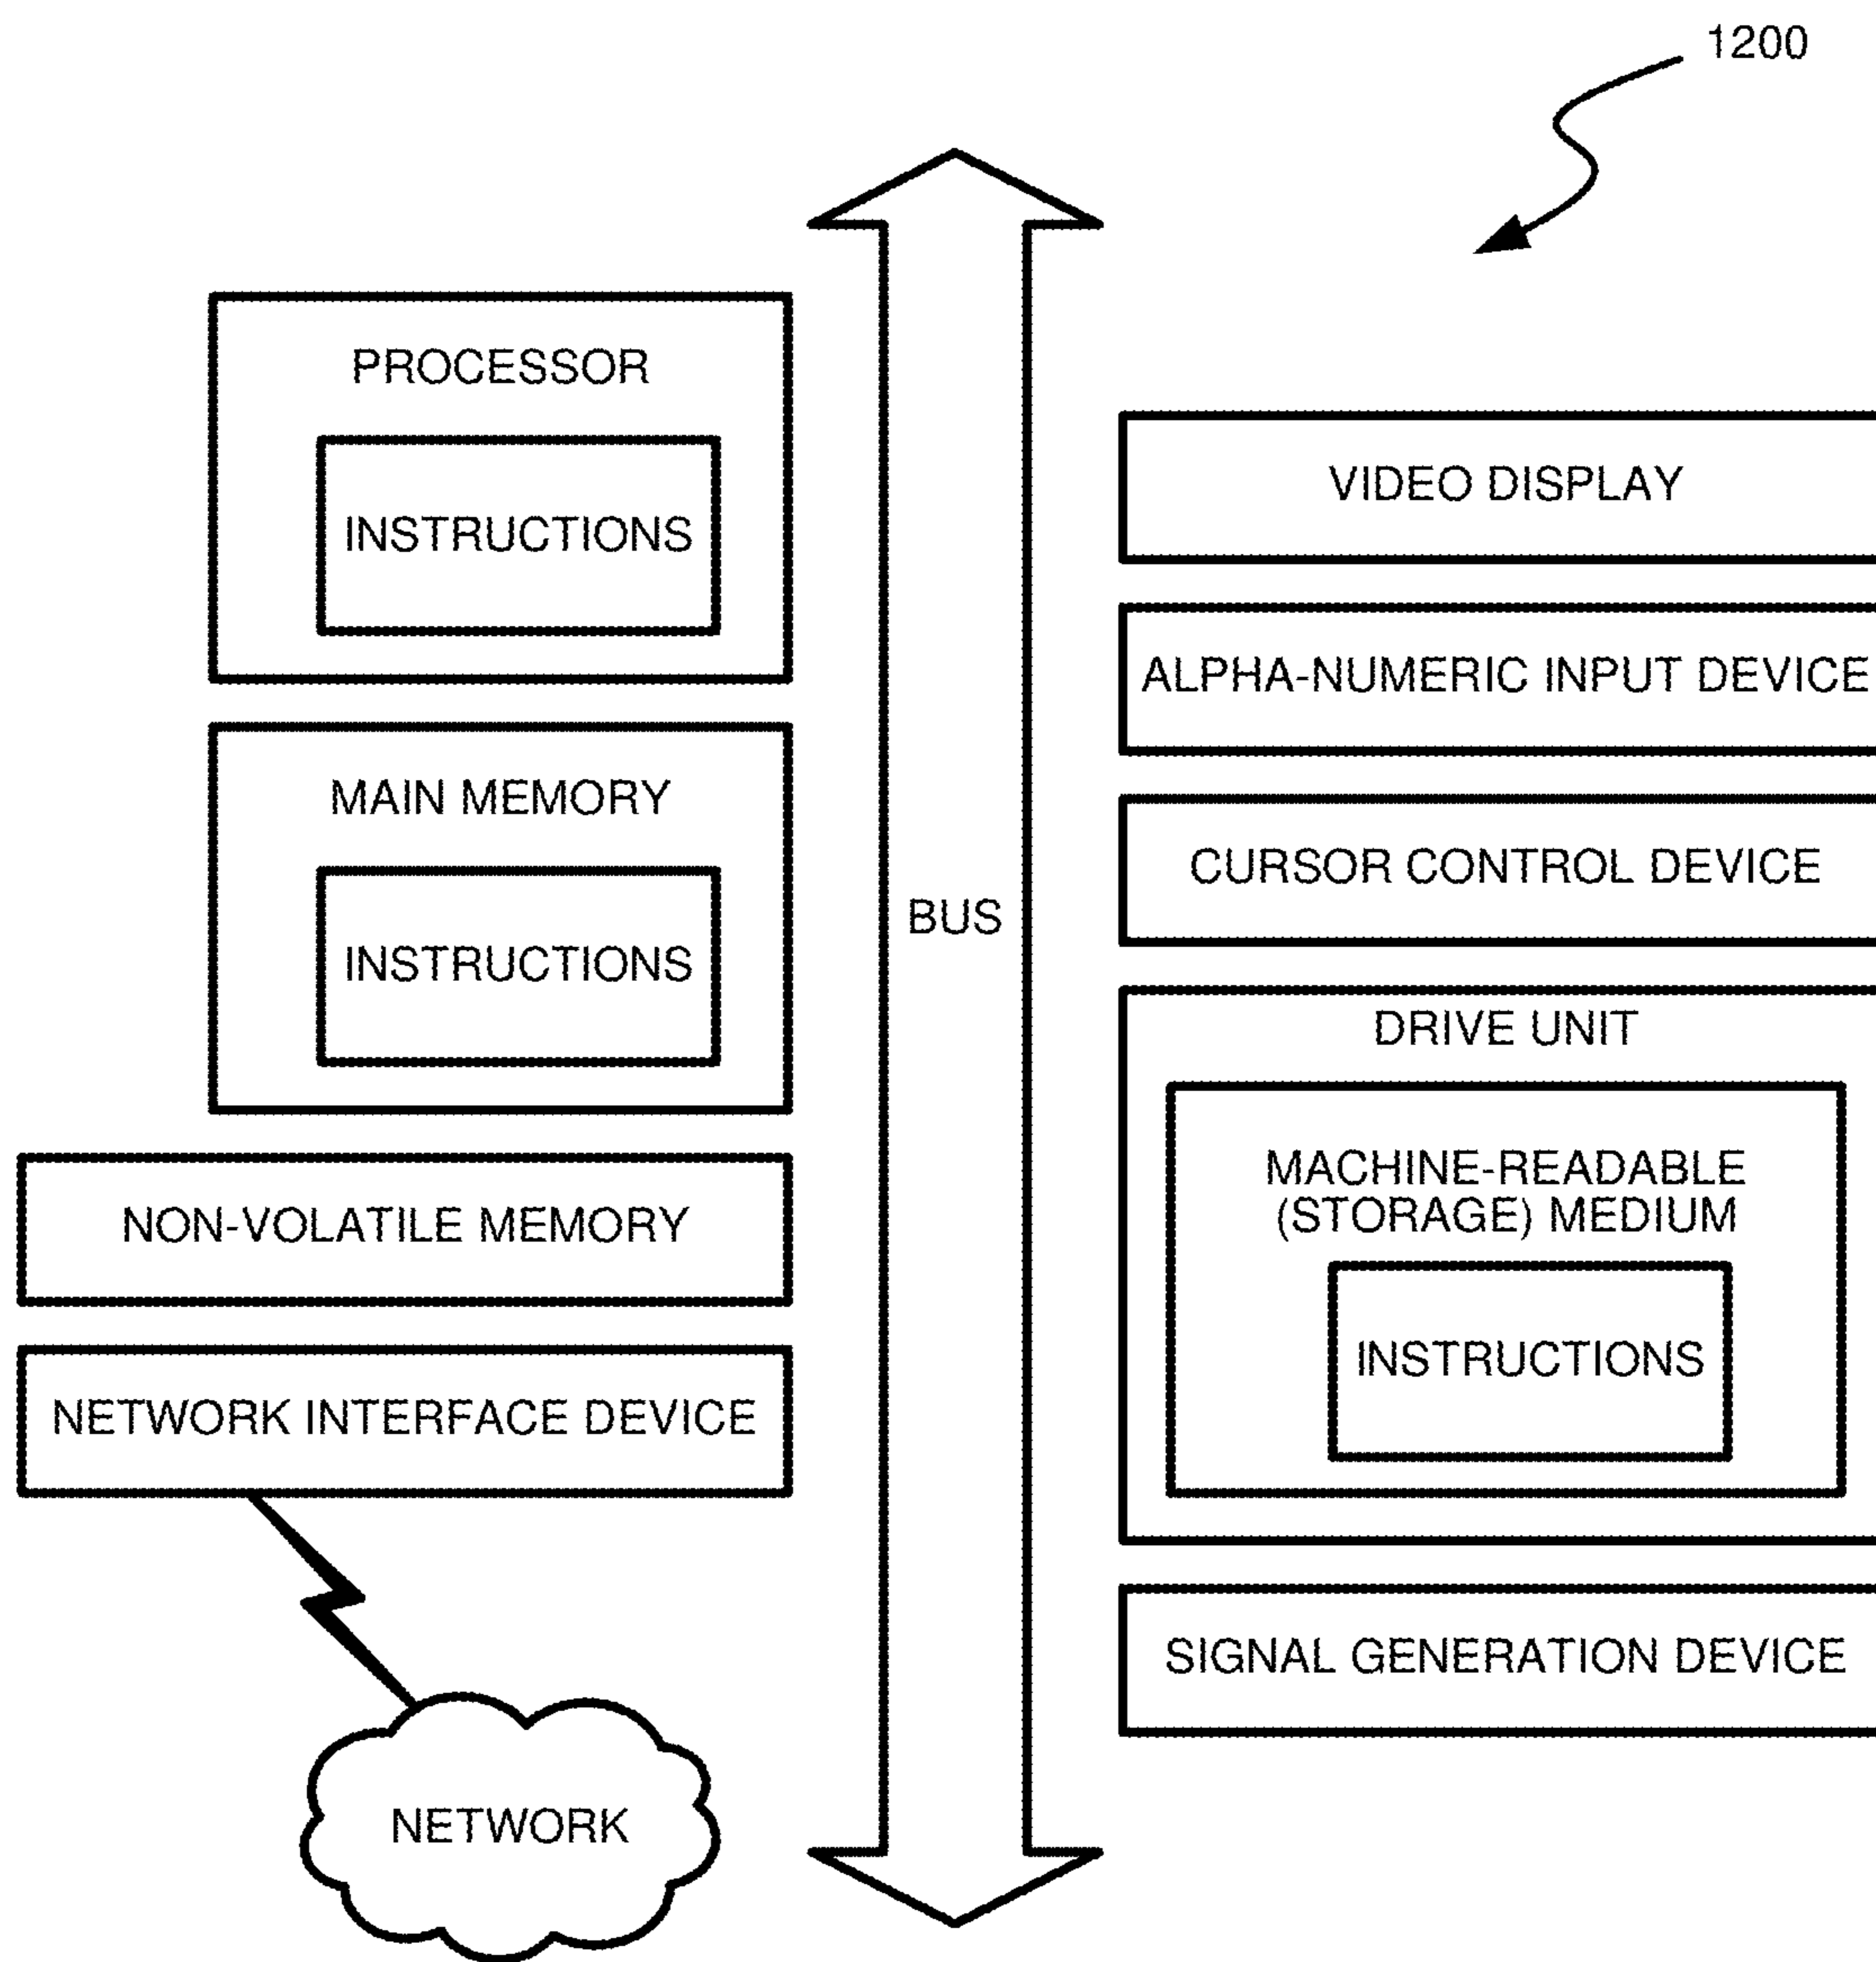 1200
PROCESSOR
INSTRUCTIONS
MAIN MEMORY
INSTRUCTIONS
NON-VOLATILE MEMORY
NETWORK INTERFACE DEVICE
NETWORK
BUS
VIDEO DISPLAY
ALPHA-NUMERIC INPUT DEVICE
CURSOR CONTROL DEVICE
DRIVE UNIT
MACHINE-READABLE
(STORAGE) MEDIUM
INSTRUCTIONS
SIGNAL GENERATION DEVICE